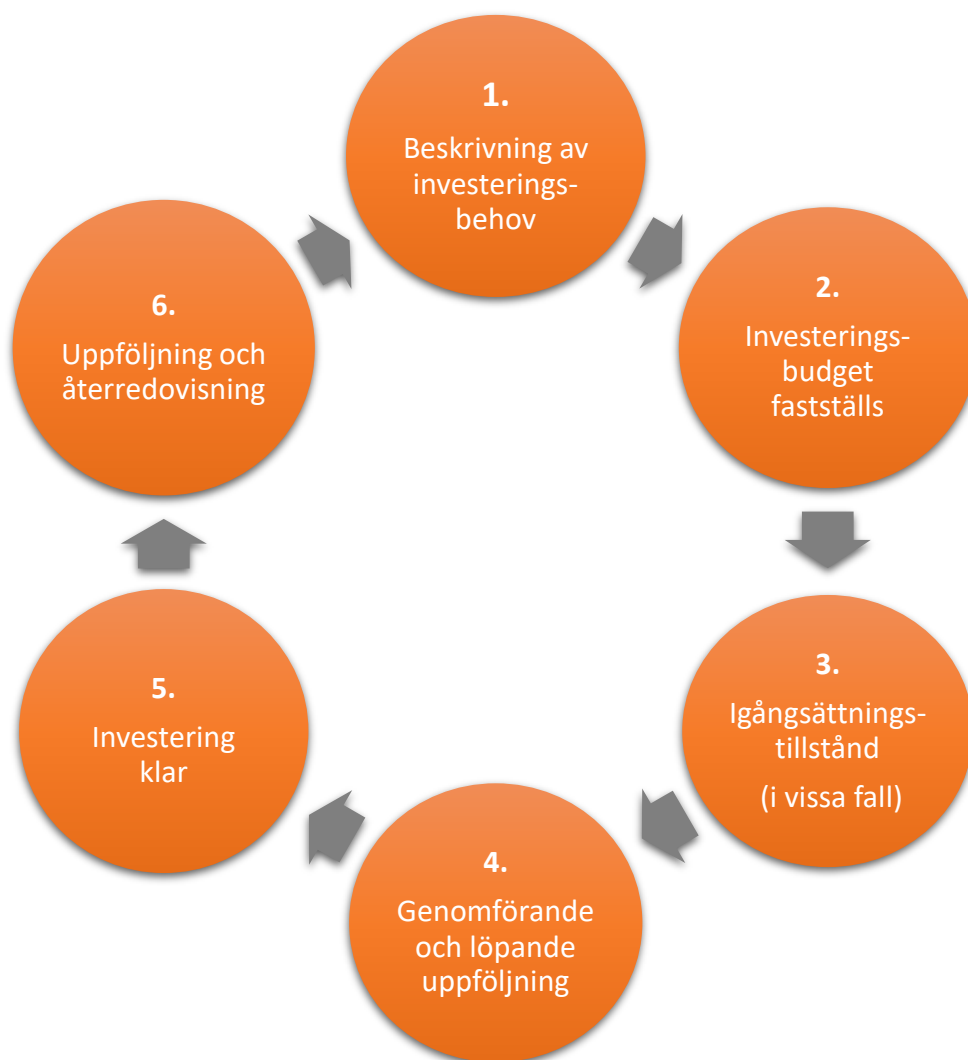 1.
Beskrivning av
investerings-
behov
2.
Investerings-
budget
fastställs
3.
Igångsättnings-
tillstånd
(i vissa fall)
4.
Genomförande
och löpande
uppföljning
5.
Investering
klar
6.
Uppföljning och
återredovisning